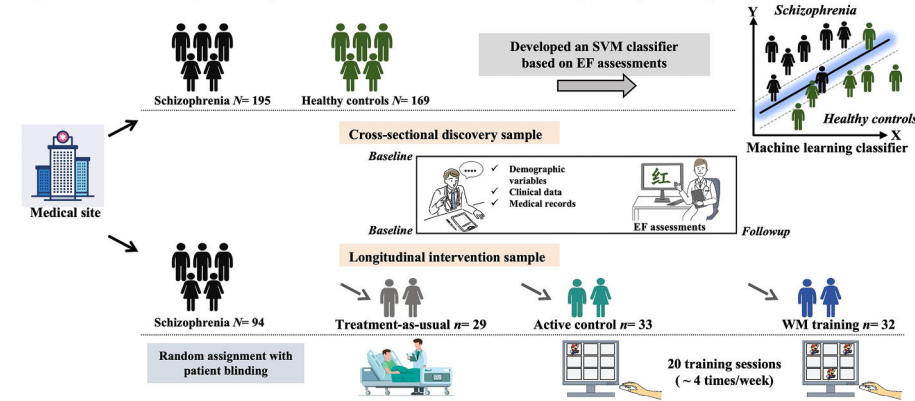 Schizophrenia N= 195
Healthy controls N= 169
Developed an SVM classifier
based on EF assessments
Y
Schizophrenia
Healthy controls
X
Machine learning classifier
Medical site
Cross-sectional discovery sample
Baseline
✓ Demographic
variables
✓ Clinical data
✓ Medical records
红
EF assessments
Baseline
Followup
Longitudinal intervention sample
Schizophrenia N= 94
Treatment-as-usual n= 29
Active control n= 33
WM training n= 32
Random assignment with
patient blinding
20 training sessions
( ~ 4 times/week)